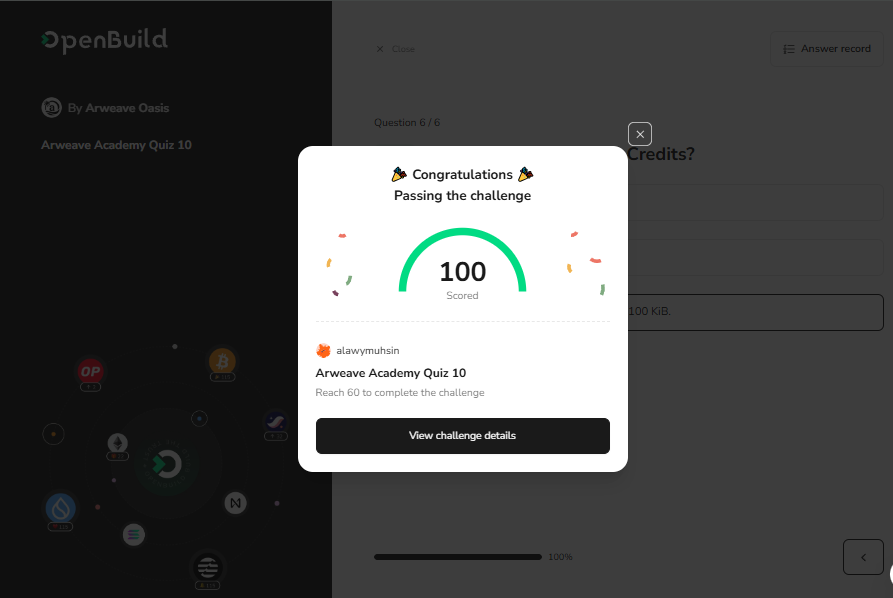 OpenBuild
By Arweave Oasis
Arweave Academy Quiz 10
Close
Answer record
Question 6 / 6
Credits?
100 KiB.
Congratulations
Passing the challenge
100
Scored
alawymuhsin
Arweave Academy Quiz 10
Reach 60 to complete the challenge
View challenge details
OP
100%